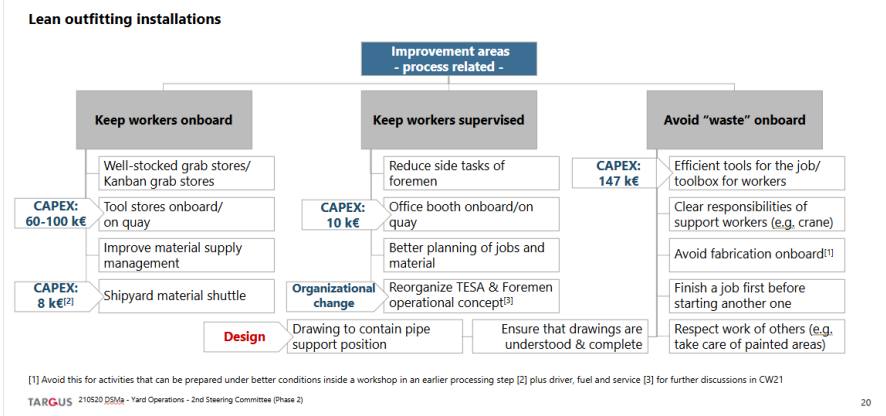 Lean outfitting installations
Improvement areas
- process related -
Keep workers onboard
Keep workers supervised
Avoid “waste” onboard
Well-stocked grab stores/
Kanban grab stores
CAPEX:
60-100 k€
Tool stores onboard/
on quay
Improve material supply
management
CAPEX:
8 k€[2]
Shipyard material shuttle
Reduce side tasks of
foremen
CAPEX:
10 k€
Office booth onboard/on
quay
Better planning of jobs and
material
Organizational
change
Reorganize TESA & Foremen
operational concept[3]
CAPEX:
147 k€
Efficient tools for the job/
toolbox for workers
Clear responsibilities of
support workers (e.g. crane)
Avoid fabrication onboard[1]
Finish a job first before
starting another one
Design
Drawing to contain pipe
support position
Ensure that drawings are
understood & complete
Respect work of others (e.g.
take care of painted areas)
[1] Avoid this for activities that can be prepared under better conditions inside a workshop in an earlier processing step [2] plus driver, fuel and service [3] for further discussions in CW21
TARGUS 210520 DSMa - Yard Operations - 2nd Steering Committee (Phase 2)
20